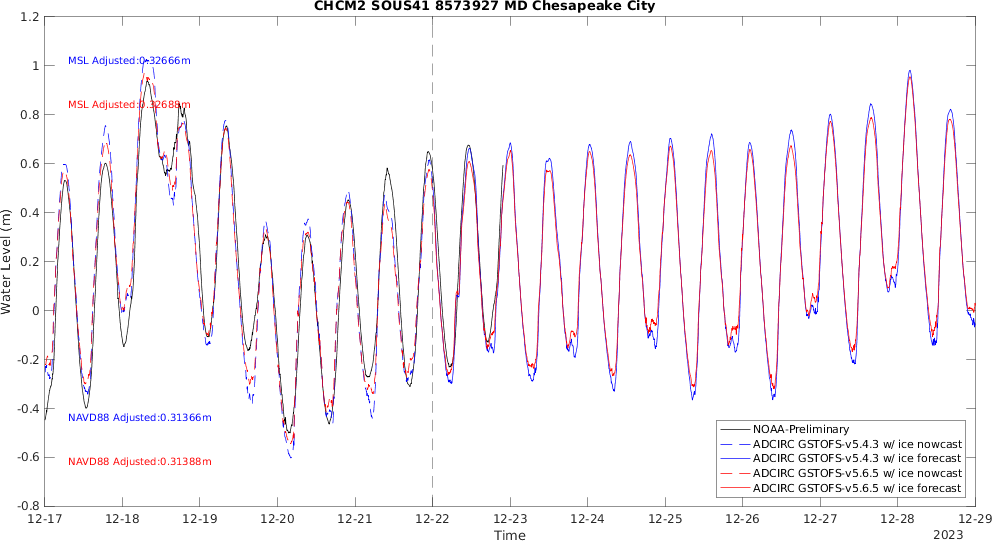 CHCM2 SOUS41 8573927 MD Chesapeake City
1.2
1
0.8
0.6
0.4
0.2
0
-0.2
-0.4
-0.6
-0.8
Water Level (m)
MSL Adjusted:0.32666m
MSL Adjusted:0.32688m
NAVD88 Adjusted:0.31366m
NAVD88 Adjusted:0.31388m
NOAA-Preliminary
ADCIRC GSTOFS-v5.4.3 w/ ice nowcast
ADCIRC GSTOFS-v5.4.3 w/ ice forecast
ADCIRC GSTOFS-v5.6.5 w/ ice nowcast
ADCIRC GSTOFS-v5.6.5 w/ ice forecast
12-17 12-18 12-19 12-20 12-21 12-22 12-23 12-24 12-25 12-26 12-27 12-28 12-29
Time
2023